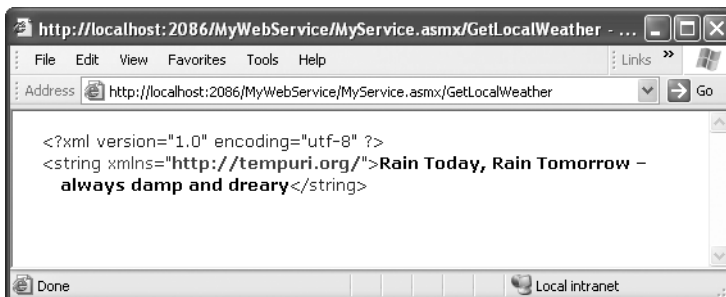 http://localhost:2086/MyWebService/MyService.asmx/GetLocalWeather - ...
File Edit View Favorites Tools Help Links »
Address http://localhost:2086/MyWebService/MyService.asmx/GetLocalWeather Go
<?xml version="1.0" encoding="utf-8" ?>
<string xmlns="http://tempuri.org/">Rain Today, Rain Tomorrow –
always damp and dreary</string>
Done Local intranet